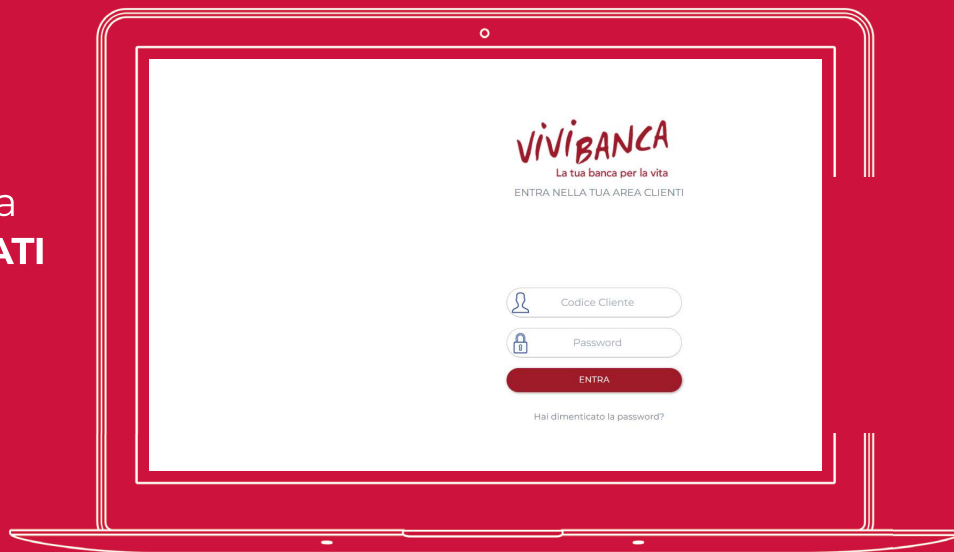 a
ATI
ViViBANCA
La tua banca per la vita
ENTRA NELLA TUA AREA CLIENTI
Codice Cliente
Password
ENTRA
Hai dimenticato la password?